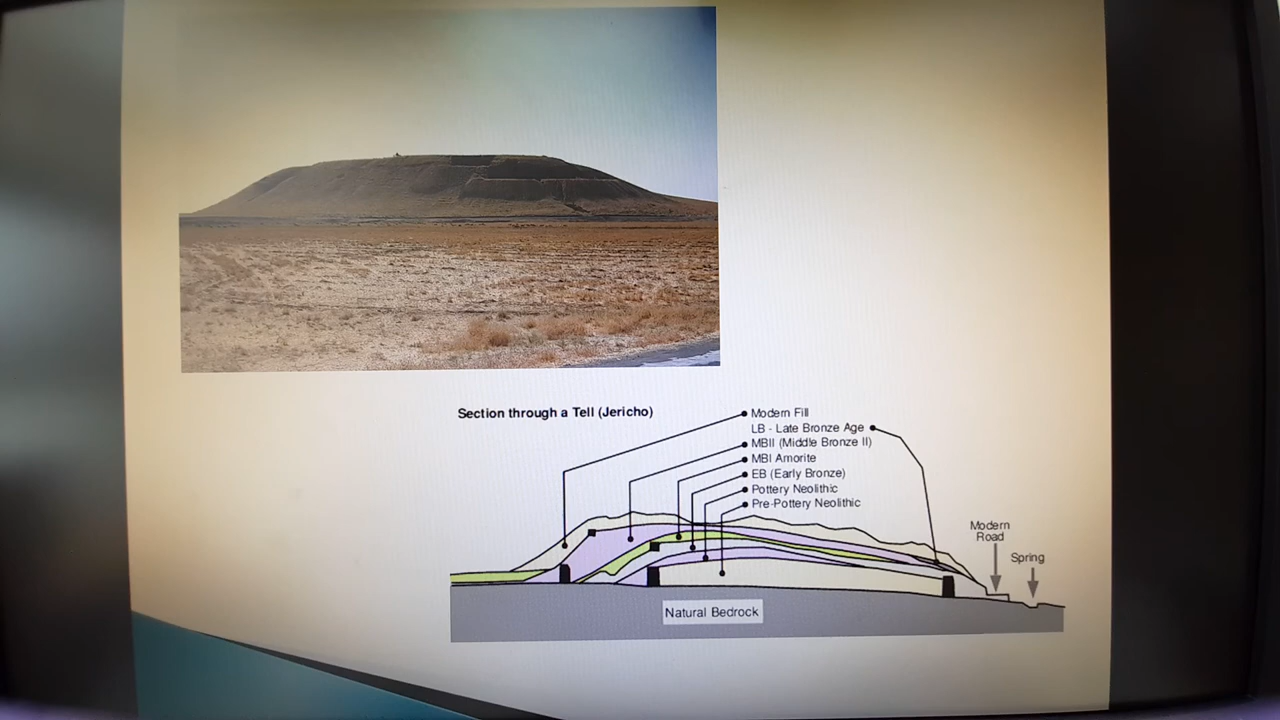 Section through a Tell (Jericho)
Modern Fill
LB - Late Bronze Age
MBII (Middle Bronze II)
MBI Amorite
EB (Early Bronze)
Pottery Neolithic
Pre-Pottery Neolithic
Modern
Road
Spring
Natural Bedrock